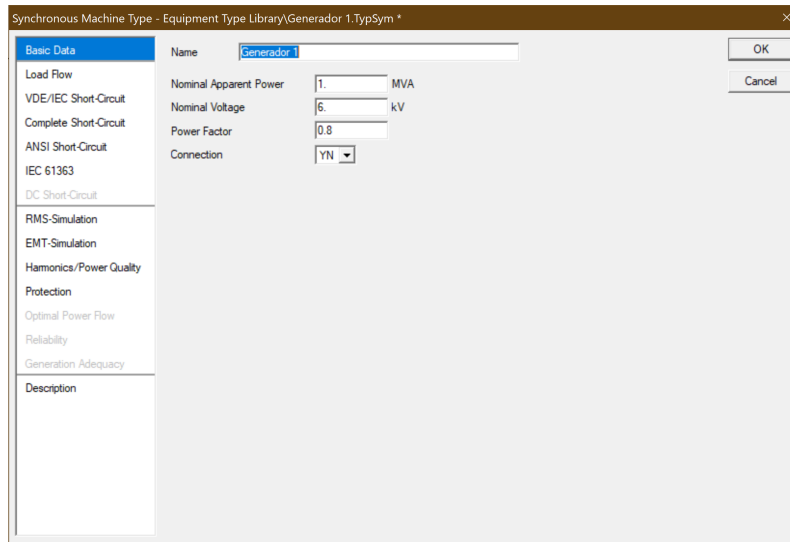 Synchronous Machine Type - Equipment Type Library\Generador 1.TypSym *
Basic Data
Load Flow
VDE/IEC Short-Circuit
Complete Short-Circuit
ANSI Short-Circuit
IEC 61363
DC Short-Circuit
RMS-Simulation
EMT-Simulation
Harmonics/Power Quality
Protection
Optimal Power Flow
Reliability
Generation Adequacy
Description
Name Generador 1
Nominal Apparent Power 1. MVA
Nominal Voltage 6. kV
Power Factor 0.8
Connection YN
OK
Cancel